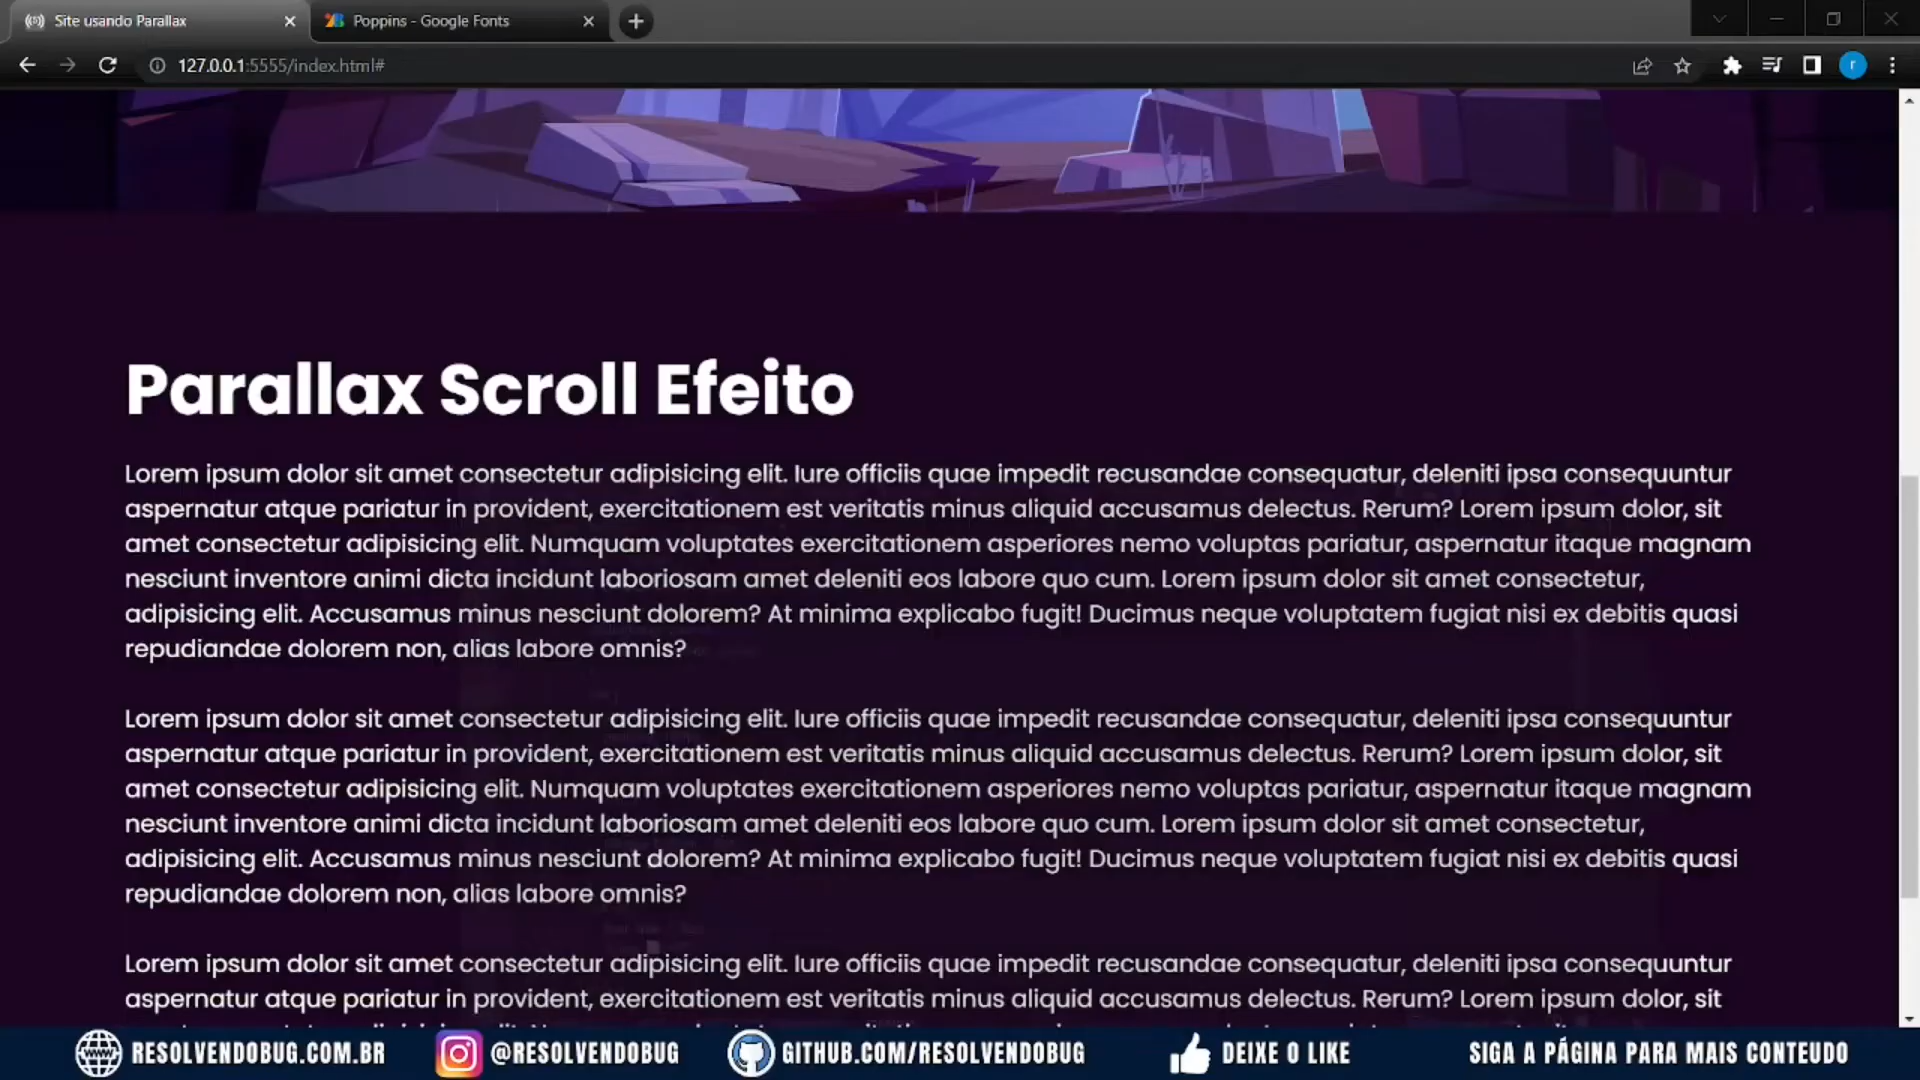 Site usando Parallax
Poppins - Google Fonts
127.0.0.1:5555/index.html#
r
Parallax Scroll Efeito
Lorem ipsum dolor sit amet consectetur adipisicing elit. Iure officiis quae impedit recusandae consequatur, deleniti ipsa consequuntur
aspernatur atque pariatur in provident, exercitationem est veritatis minus aliquid accusamus delectus. Rerum? Lorem ipsum dolor, sit
amet consectetur adipisicing elit. Numquam voluptates exercitationem asperiores nemo voluptas pariatur, aspernatur itaque magnam
nesciunt inventore animi dicta incidunt laboriosam amet deleniti eos labore quo cum. Lorem ipsum dolor sit amet consectetur,
adipisicing elit. Accusamus minus nesciunt dolorem? At minima explicabo fugit! Ducimus neque voluptatem fugiat nisi ex debitis quasi
repudiandae dolorem non, alias labore omnis?
Lorem ipsum dolor sit amet consectetur adipisicing elit. Iure officiis quae impedit recusandae consequatur, deleniti ipsa consequuntur
aspernatur atque pariatur in provident, exercitationem est veritatis minus aliquid accusamus delectus. Rerum? Lorem ipsum dolor, sit
amet consectetur adipisicing elit. Numquam voluptates exercitationem asperiores nemo voluptas pariatur, aspernatur itaque magnam
nesciunt inventore animi dicta incidunt laboriosam amet deleniti eos labore quo cum. Lorem ipsum dolor sit amet consectetur,
adipisicing elit. Accusamus minus nesciunt dolorem? At minima explicabo fugit! Ducimus neque voluptatem fugiat nisi ex debitis quasi
repudiandae dolorem non, alias labore omnis?
Lorem ipsum dolor sit amet consectetur adipisicing elit. Iure officiis quae impedit recusandae consequatur, deleniti ipsa consequuntur
aspernatur atque pariatur in provident, exercitationem est veritatis minus aliquid accusamus delectus. Rerum? Lorem ipsum dolor, sit
WWW RESOLVENDOBUG.COM.BR @RESOLVENDOBUG GITHUB.COM/RESOLVENDOBUG DEIXE O LIKE SIGA A PÁGINA PARA MAIS CONTEUDO